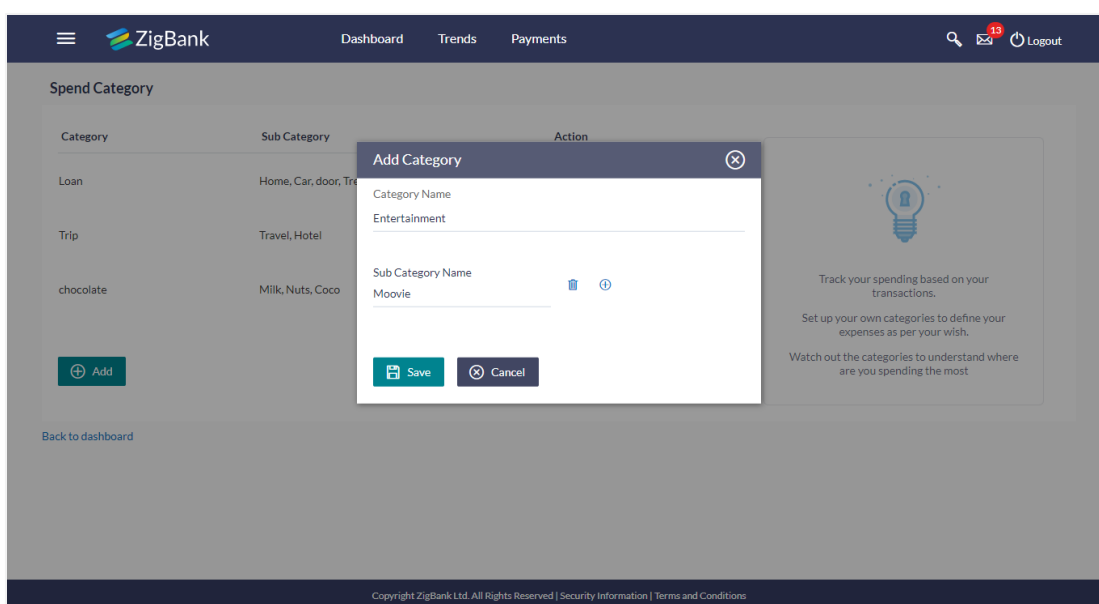 ZigBank
Dashboard Trends Payments
13
Logout
Spend Category
Category Sub Category Action
Loan Home, Car, door, Tre
Trip Travel, Hotel
chocolate Milk, Nuts, Coco
Add
Back to dashboard
Add Category
Category Name
Entertainment
Sub Category Name
Moovie
Save Cancel
Track your spending based on your
transactions.
Set up your own categories to define your
expenses as per your wish.
Watch out the categories to understand where
are you spending the most
Copyright ZigBank Ltd. All Rights Reserved | Security Information | Terms and Conditions